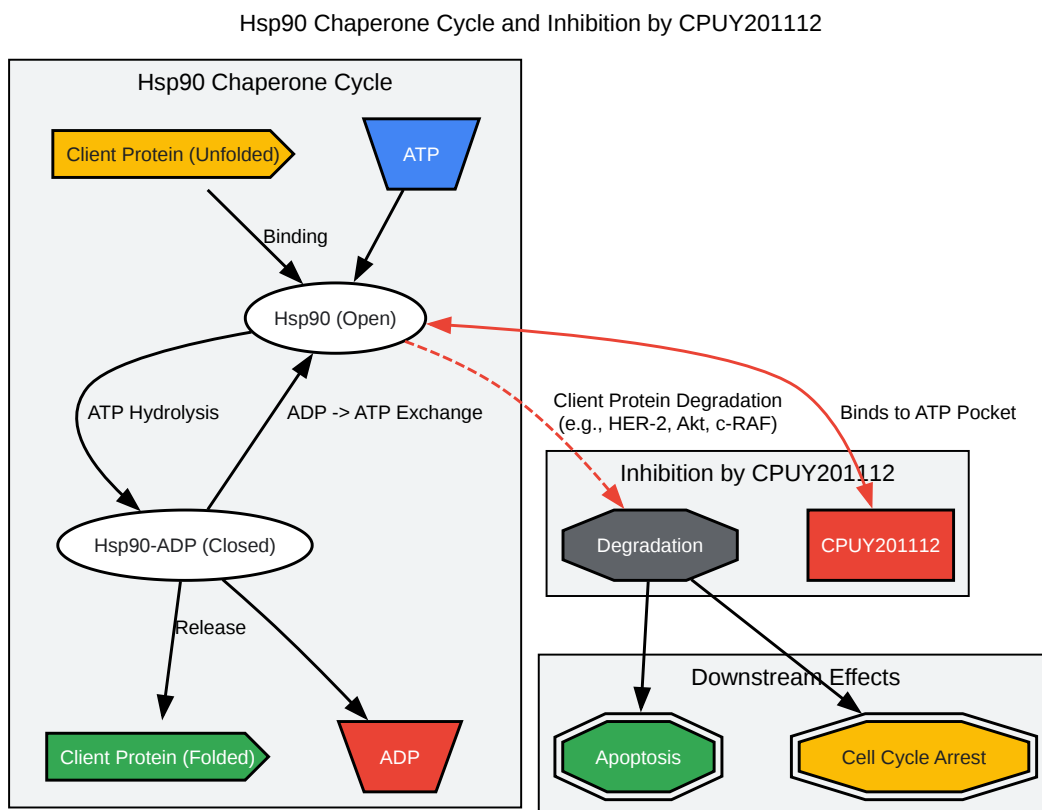 Hsp90 Chaperone Cycle and Inhibition by CPUY201112
Hsp90 Chaperone Cycle
Client Protein (Unfolded)
ATP
Binding
Hsp90 (Open)
ATP Hydrolysis
ADP -> ATP Exchange
Client Protein Degradation
(e.g., HER-2, Akt, c-RAF)
Binds to ATP Pocket
Inhibition by CPUY201112
Hsp90-ADP (Closed)
Degradation
CPUY201112
Release
Downstream Effects
Client Protein (Folded)
ADP
Apoptosis
Cell Cycle Arrest